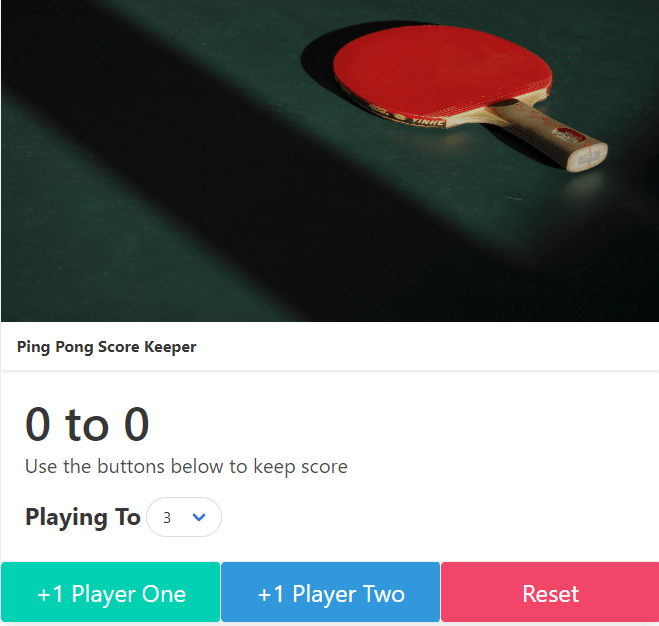 YINHE
Ping Pong Score Keeper
0 to 0
Use the buttons below to keep score
Playing To 3
+1 Player One
+1 Player Two
Reset